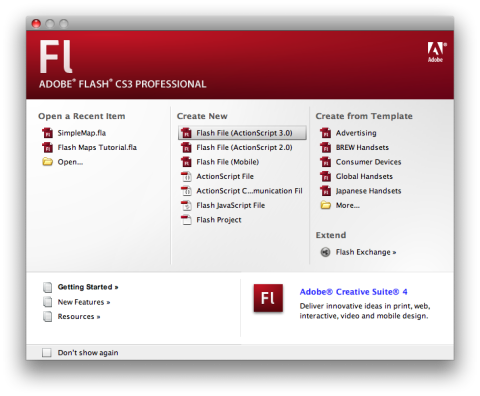 Fl
Adobe
ADOBE® FLASH® CS3 PROFESSIONAL
Open a Recent Item
SimpleMap.fla
Flash Maps Tutorial.fla
Open...
Create New
Flash File (ActionScript 3.0)
Flash File (ActionScript 2.0)
Flash File (Mobile)
ActionScript File
ActionScript C...munication Fil
Flash JavaScript File
Flash Project
Create from Template
Advertising
BREW Handsets
Consumer Devices
Global Handsets
Japanese Handsets
More...
Extend
Flash Exchange »
Getting Started »
New Features »
Resources »
Fl
Adobe® Creative Suite® 4
Deliver innovative ideas in print, web,
interactive, video and mobile design.
Don't show again